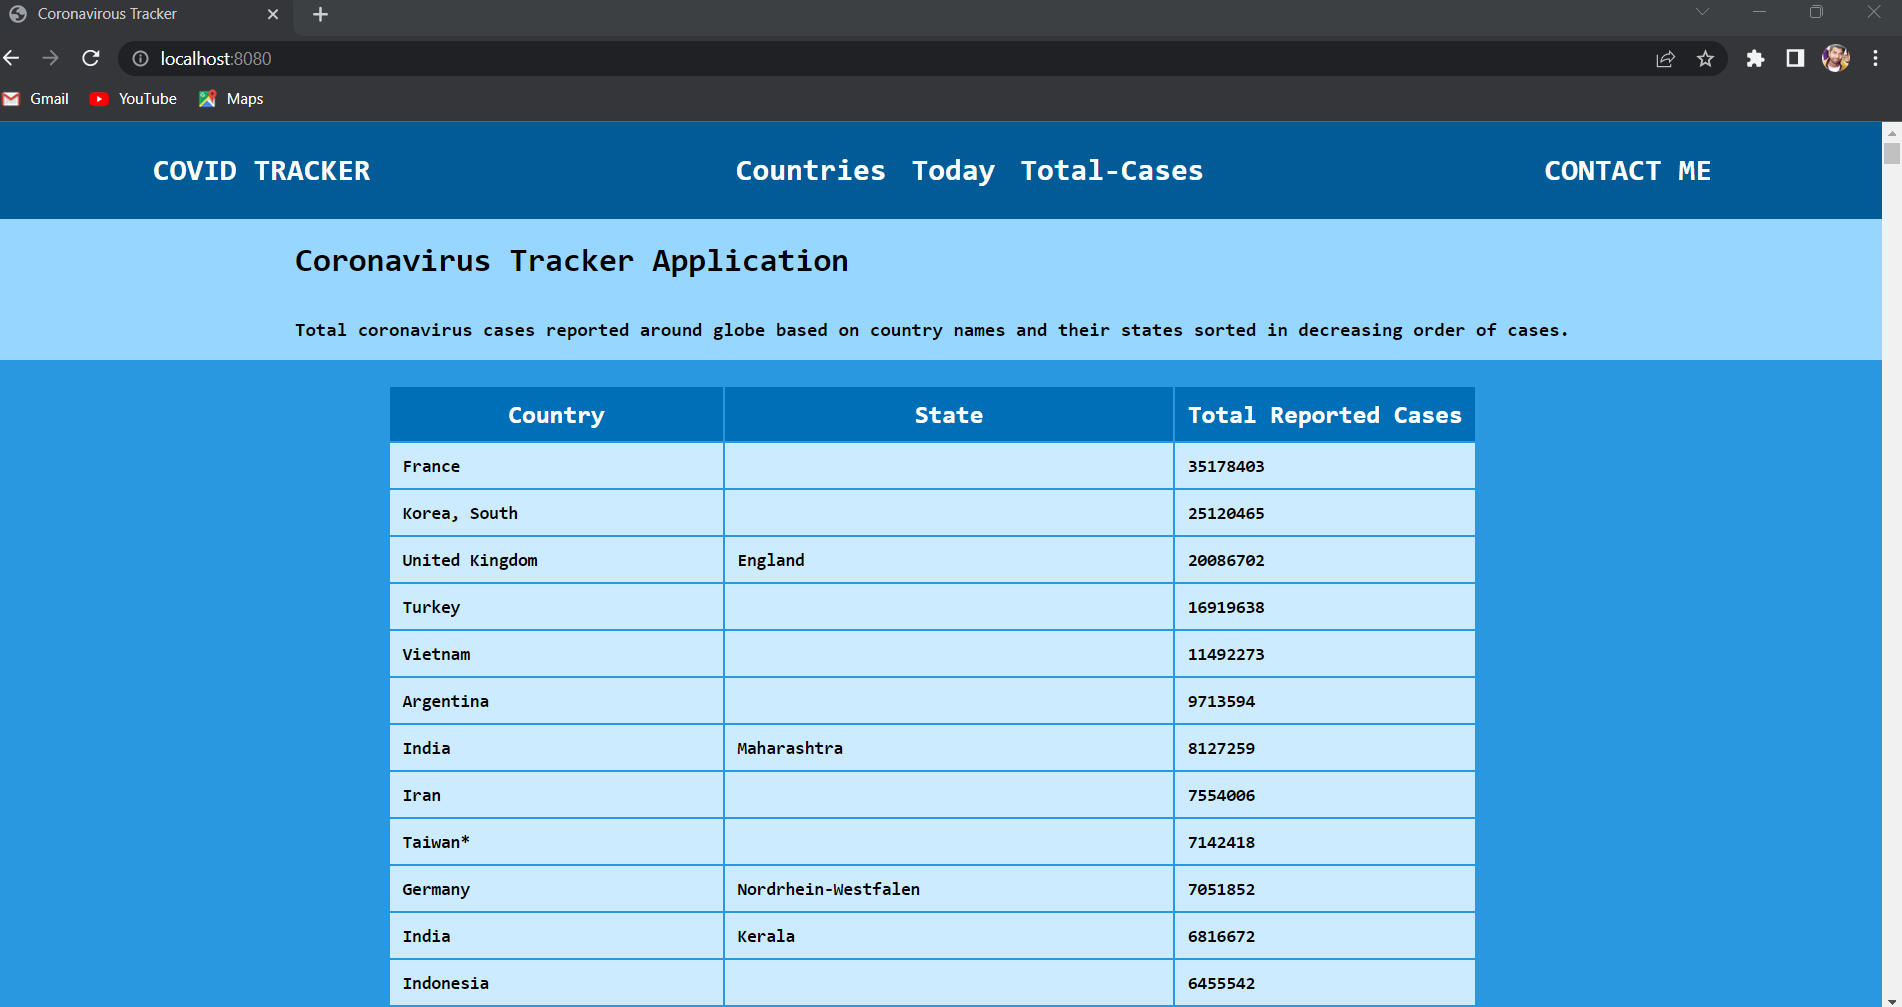 Coronavirous Tracker
localhost:8080
Gmail YouTube Maps
COVID TRACKER Countries Today Total-Cases CONTACT ME
Coronavirus Tracker Application
Total coronavirus cases reported around globe based on country names and their states sorted in decreasing order of cases.
Country State Total Reported Cases
France 35178403
Korea, South 25120465
United Kingdom England 20086702
Turkey 16919638
Vietnam 11492273
Argentina 9713594
India Maharashtra 8127259
Iran 7554006
Taiwan* 7142418
Germany Nordrhein-Westfalen 7051852
India Kerala 6816672
Indonesia 6455542